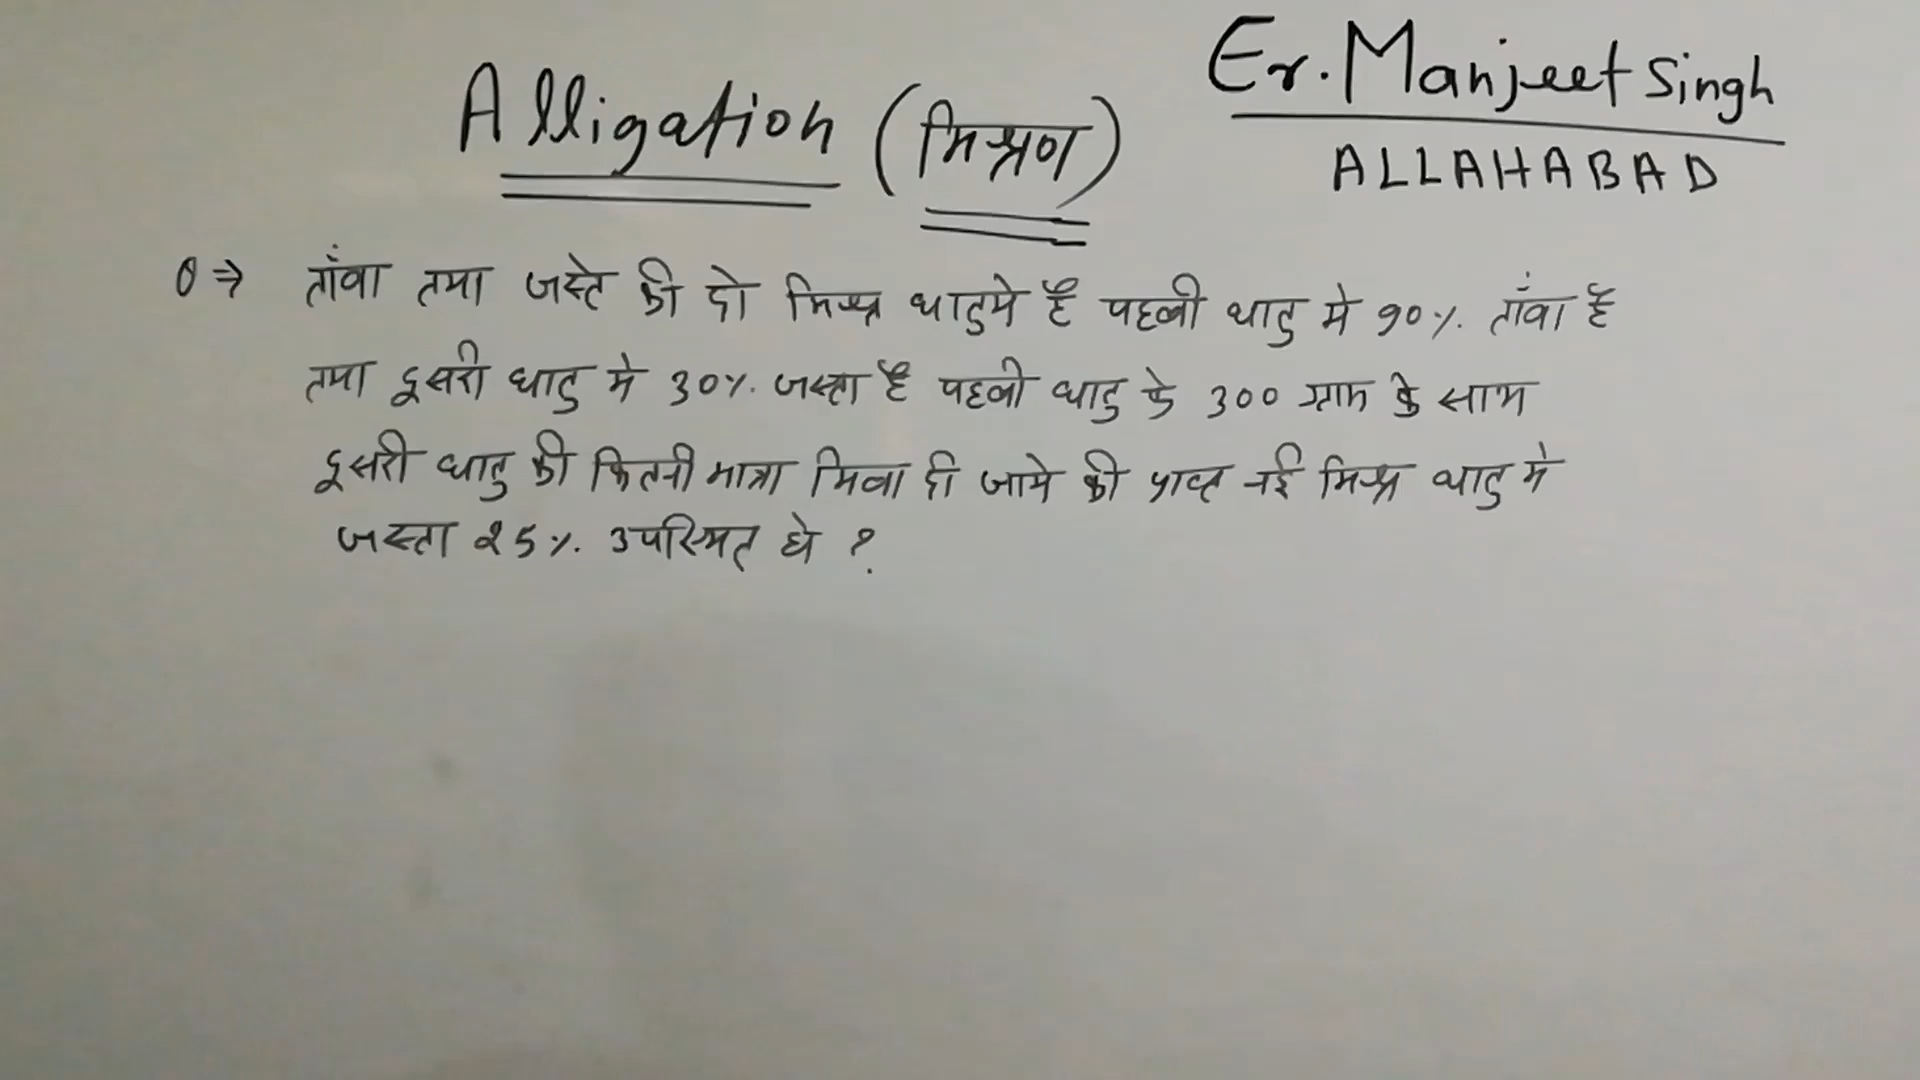 Alligation (मिश्रण)
Er. Manjeet Singh
ALLAHABAD
Q ⇒ ताँवा तथा जस्ते की दो मिश्र धातुये है पहली धातु मे 90%. ताँवा है
तथा दूसरी धातु मे 30%. जस्ता है पहली धातु के 300 ग्राम के साथ
दूसरी धातु की कितनी मात्रा मिला दी जाये की प्राप्त नई मिश्र धातु मे
जस्ता 25%. उपस्थित हो ?